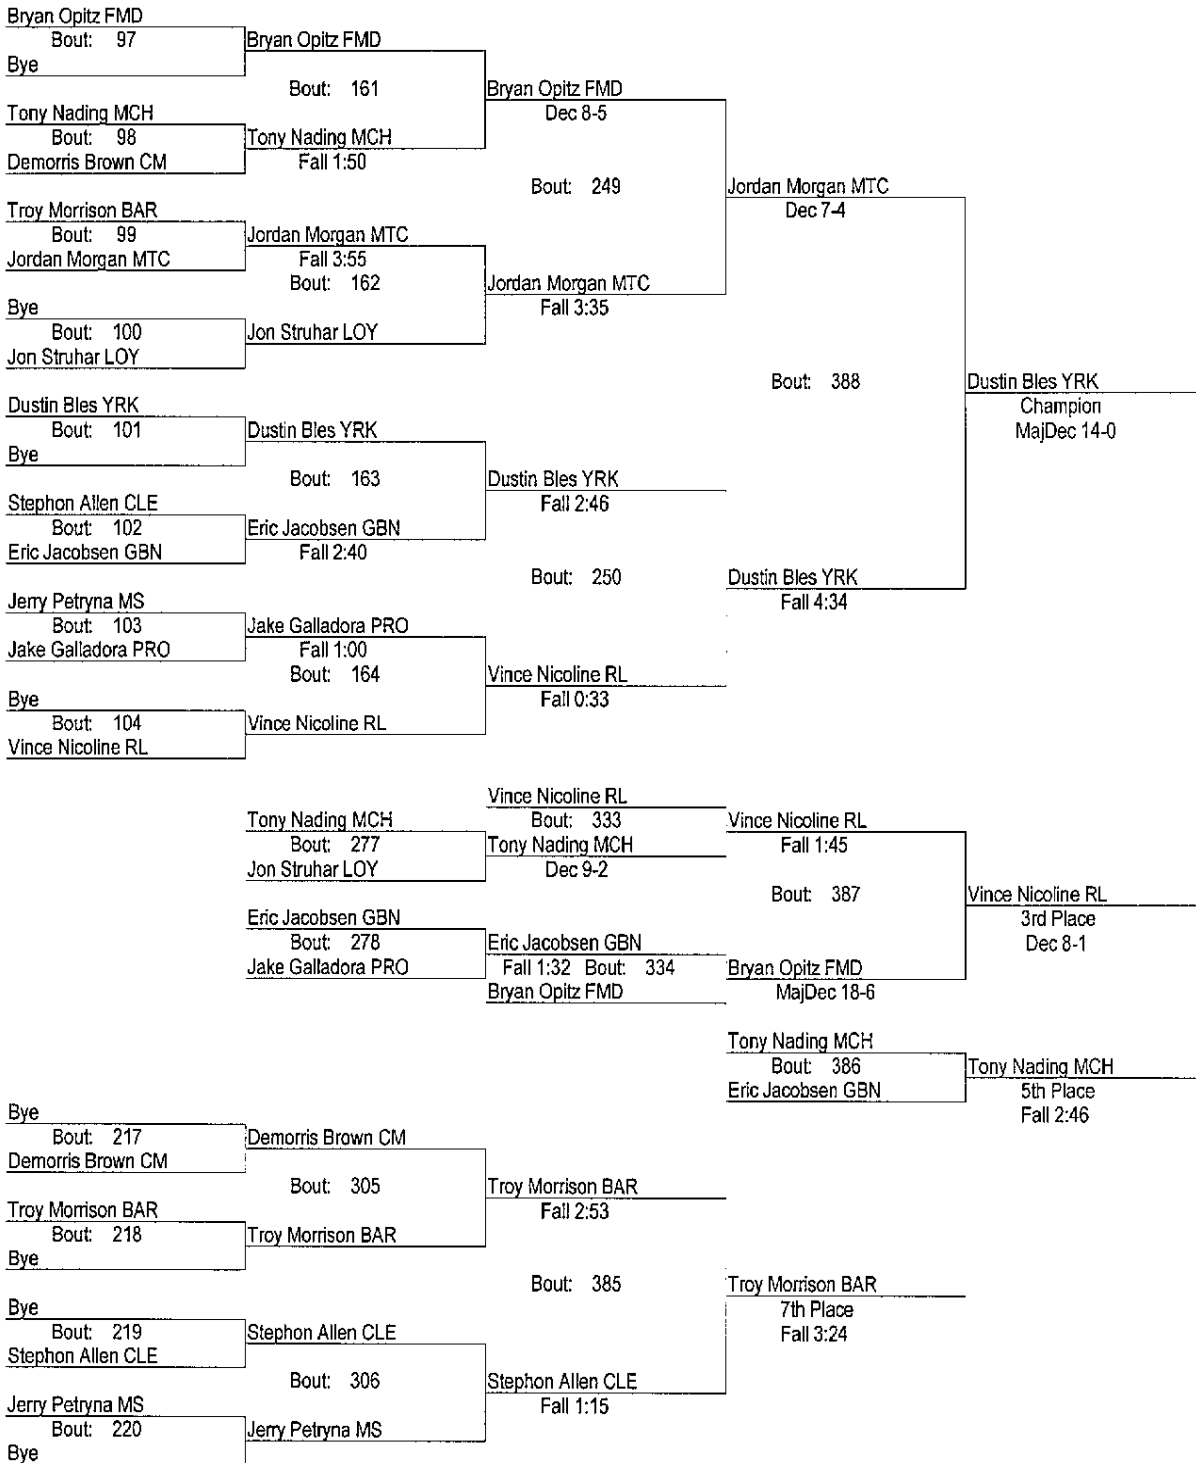 Bryan Opitz FMD
Bout: 97
Bye
Bryan Opitz FMD
Bout: 161
Tony Nading MCH
Bout: 98
Demorris Brown CM
Tony Nading MCH
Fall 1:50
Bryan Opitz FMD
Dec 8-5
Bout: 249
Troy Morrison BAR
Bout: 99
Jordan Morgan MTC
Jordan Morgan MTC
Fall 3:55
Bout: 162
Bye
Bout: 100
Jon Struhar LOY
Jon Struhar LOY
Jordan Morgan MTC
Fall 3:35
Jordan Morgan MTC
Dec 7-4
Bout: 388
Dustin Bles YRK
Champion
MajDec 14-0
Dustin Bles YRK
Bout: 101
Bye
Dustin Bles YRK
Bout: 163
Stephon Allen CLE
Bout: 102
Eric Jacobsen GBN
Eric Jacobsen GBN
Fall 2:40
Dustin Bles YRK
Fall 2:46
Bout: 250
Dustin Bles YRK
Fall 4:34
Jerry Petryna MS
Bout: 103
Jake Galladora PRO
Jake Galladora PRO
Fall 1:00
Bout: 164
Bye
Bout: 104
Vince Nicoline RL
Vince Nicoline RL
Vince Nicoline RL
Fall 0:33
Vince Nicoline RL
Bout: 333
Tony Nading MCH
Bout: 277
Jon Struhar LOY
Tony Nading MCH
Dec 9-2
Vince Nicoline RL
Fall 1:45
Bout: 387
Vince Nicoline RL
3rd Place
Dec 8-1
Eric Jacobsen GBN
Bout: 278
Jake Galladora PRO
Eric Jacobsen GBN
Fall 1:32 Bout: 334
Bryan Opitz FMD
Bryan Opitz FMD
MajDec 18-6
Tony Nading MCH
Bout: 386
Eric Jacobsen GBN
Tony Nading MCH
5th Place
Fall 2:46
Bye
Bout: 217
Demorris Brown CM
Demorris Brown CM
Bout: 305
Troy Morrison BAR
Bout: 218
Bye
Troy Morrison BAR
Troy Morrison BAR
Fall 2:53
Bout: 385
Troy Morrison BAR
7th Place
Fall 3:24
Bye
Bout: 219
Stephon Allen CLE
Stephon Allen CLE
Bout: 306
Jerry Petryna MS
Bout: 220
Bye
Jerry Petryna MS
Stephon Allen CLE
Fall 1:15